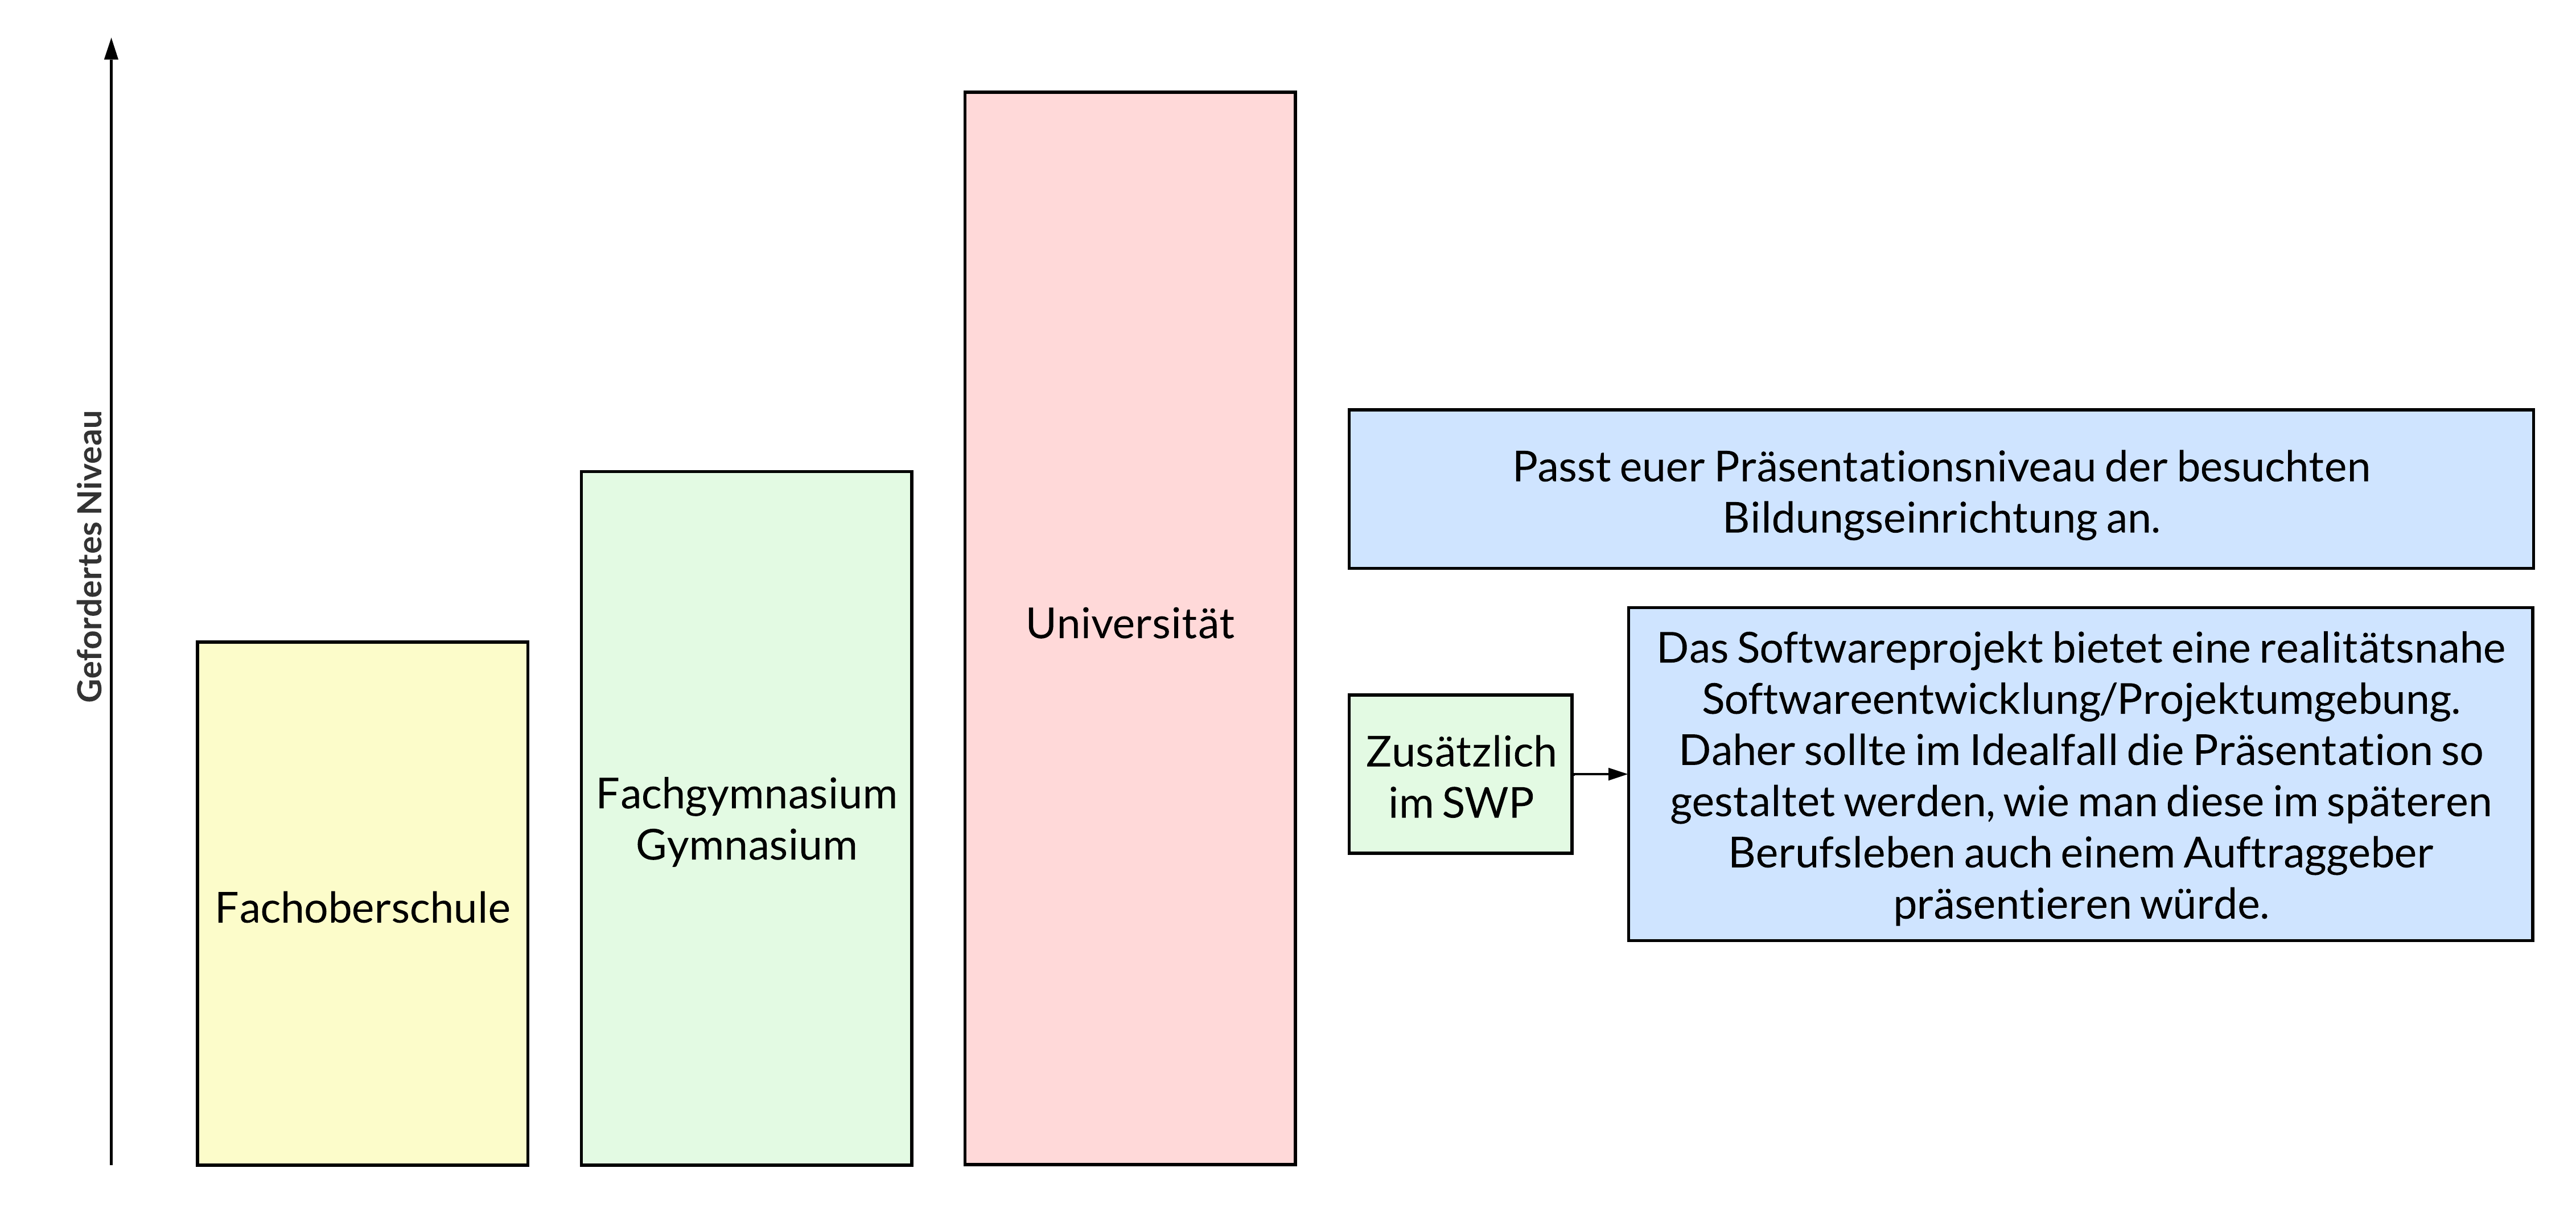 Gefordertes Niveau
Fachoberschule
Fachgymnasium
Gymnasium
Universität
Passt euer Präsentationsniveau der besuchten
Bildungseinrichtung an.
Zusätzlich
im SWP
Das Softwareprojekt bietet eine realitätsnahe
Softwareentwicklung/Projektumgebung.
Daher sollte im Idealfall die Präsentation so
gestaltet werden, wie man diese im späteren
Berufsleben auch einem Auftraggeber
präsentieren würde.